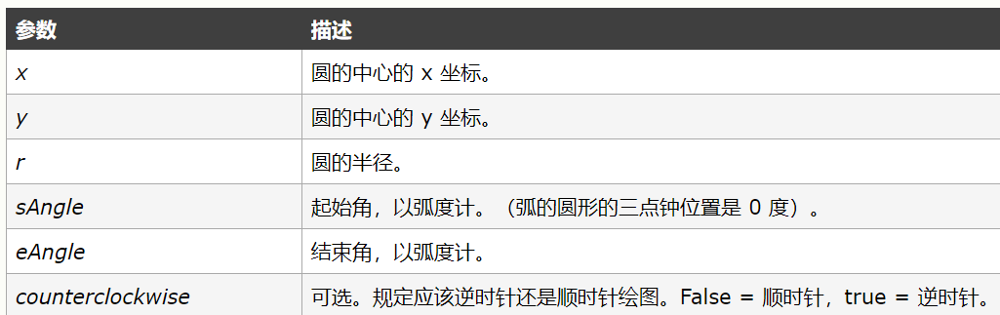 参数 描述
x 圆的中心的 x 坐标。
y 圆的中心的 y 坐标。
r 圆的半径。
sAngle 起始角，以弧度计。（弧的圆形的三点钟位置是 0 度）。
eAngle 结束角，以弧度计。
counterclockwise 可选。规定应该逆时针还是顺时针绘图。False = 顺时针，true = 逆时针。